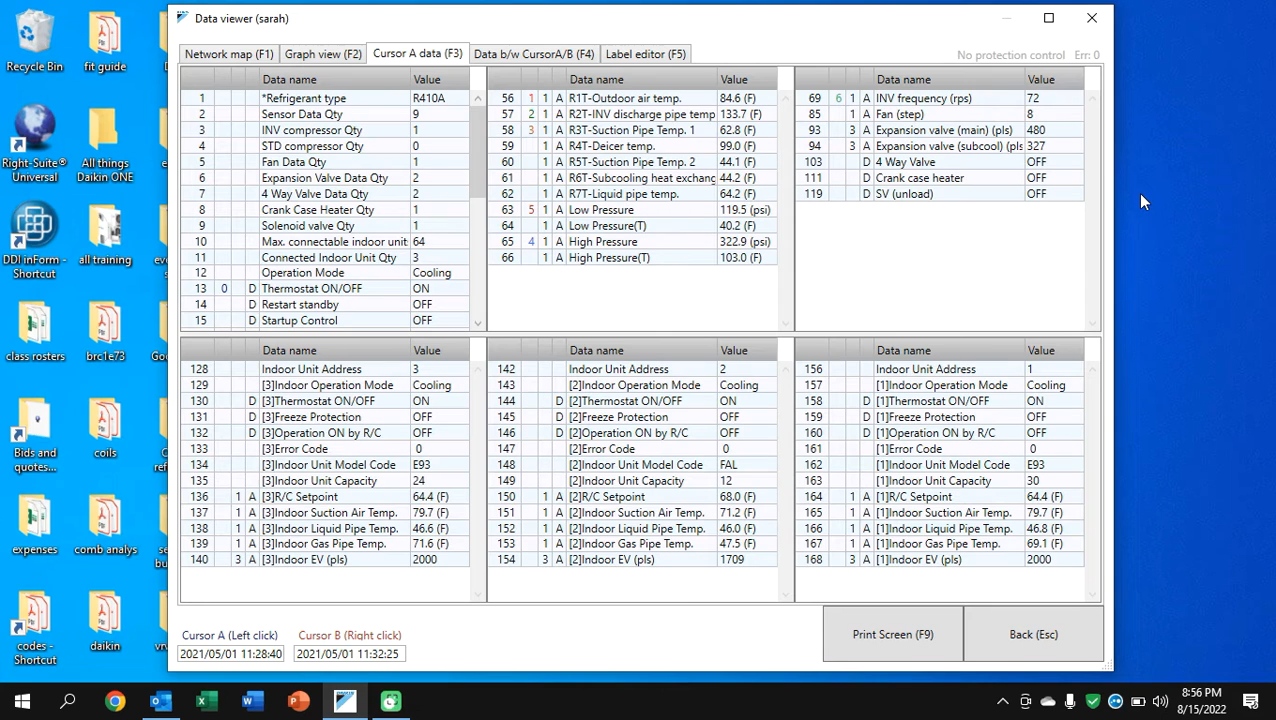 Data viewer (sarah)
Network map (F1) Graph view (F2) Cursor A data (F3) Data b/w CursorA/B (F4) Label editor (F5) No protection control Err: 0
Data name Value
1 *Refrigerant type R410A
2 Sensor Data Qty 9
3 INV compressor Qty 1
4 STD compressor Qty 0
5 Fan Data Qty 1
6 Expansion Valve Data Qty 2
7 4 Way Valve Data Qty 2
8 Crank Case Heater Qty 1
9 Solenoid valve Qty 1
10 Max. connectable indoor unit 64
11 Connected Indoor Unit Qty 3
12 Operation Mode Cooling
13 0 D Thermostat ON/OFF ON
14 D Restart standby OFF
15 D Startup Control OFF
Data name Value
56 1 1 A R1T-Outdoor air temp. 84.6 (F)
57 2 1 A R2T-INV discharge pipe temp 133.7 (F)
58 3 1 A R3T-Suction Pipe Temp. 1 62.8 (F)
59 1 A R4T-Deicer temp. 99.0 (F)
60 1 A R5T-Suction Pipe Temp. 2 44.1 (F)
61 1 A R6T-Subcooling heat exchang 44.2 (F)
62 1 A R7T-Liquid pipe temp. 64.2 (F)
63 5 1 A Low Pressure 119.5 (psi)
64 1 A Low Pressure(T) 40.2 (F)
65 4 1 A High Pressure 322.9 (psi)
66 1 A High Pressure(T) 103.0 (F)
Data name Value
69 6 1 A INV frequency (rps) 72
85 1 A Fan (step) 8
93 3 A Expansion valve (main) (pls) 480
94 3 A Expansion valve (subcool) (pls 327
103 D 4 Way Valve OFF
111 D Crank case heater OFF
119 D SV (unload) OFF
Data name Value
128 Indoor Unit Address 3
129 [3]Indoor Operation Mode Cooling
130 D [3]Thermostat ON/OFF ON
131 D [3]Freeze Protection OFF
132 D [3]Operation ON by R/C OFF
133 [3]Error Code 0
134 [3]Indoor Unit Model Code E93
135 [3]Indoor Unit Capacity 24
136 1 A [3]R/C Setpoint 64.4 (F)
137 1 A [3]Indoor Suction Air Temp. 79.7 (F)
138 1 A [3]Indoor Liquid Pipe Temp. 46.6 (F)
139 1 A [3]Indoor Gas Pipe Temp. 71.6 (F)
140 3 A [3]Indoor EV (pls) 2000
Data name Value
142 Indoor Unit Address 2
143 [2]Indoor Operation Mode Cooling
144 D [2]Thermostat ON/OFF ON
145 D [2]Freeze Protection OFF
146 D [2]Operation ON by R/C OFF
147 [2]Error Code 0
148 [2]Indoor Unit Model Code FAL
149 [2]Indoor Unit Capacity 12
150 1 A [2]R/C Setpoint 68.0 (F)
151 1 A [2]Indoor Suction Air Temp. 71.2 (F)
152 1 A [2]Indoor Liquid Pipe Temp. 46.0 (F)
153 1 A [2]Indoor Gas Pipe Temp. 47.5 (F)
154 3 A [2]Indoor EV (pls) 1709
Data name Value
156 Indoor Unit Address 1
157 [1]Indoor Operation Mode Cooling
158 D [1]Thermostat ON/OFF ON
159 D [1]Freeze Protection OFF
160 D [1]Operation ON by R/C OFF
161 [1]Error Code 0
162 [1]Indoor Unit Model Code E93
163 [1]Indoor Unit Capacity 30
164 1 A [1]R/C Setpoint 64.4 (F)
165 1 A [1]Indoor Suction Air Temp. 79.7 (F)
166 1 A [1]Indoor Liquid Pipe Temp. 46.8 (F)
167 1 A [1]Indoor Gas Pipe Temp. 69.1 (F)
168 3 A [1]Indoor EV (pls) 2000
Cursor A (Left click) Cursor B (Right click)
2021/05/01 11:28:40 2021/05/01 11:32:25
Print Screen (F9) Back (Esc)
Recycle Bin
fit guide
Right-Suite®
Universal
All things
Daikin ONE
DDI inForm -
Shortcut
all training
class rosters
brc1e73
Bids and
quotes...
coils
expenses
comb analys
codes -
Shortcut
daikin
8:56 PM
8/15/2022